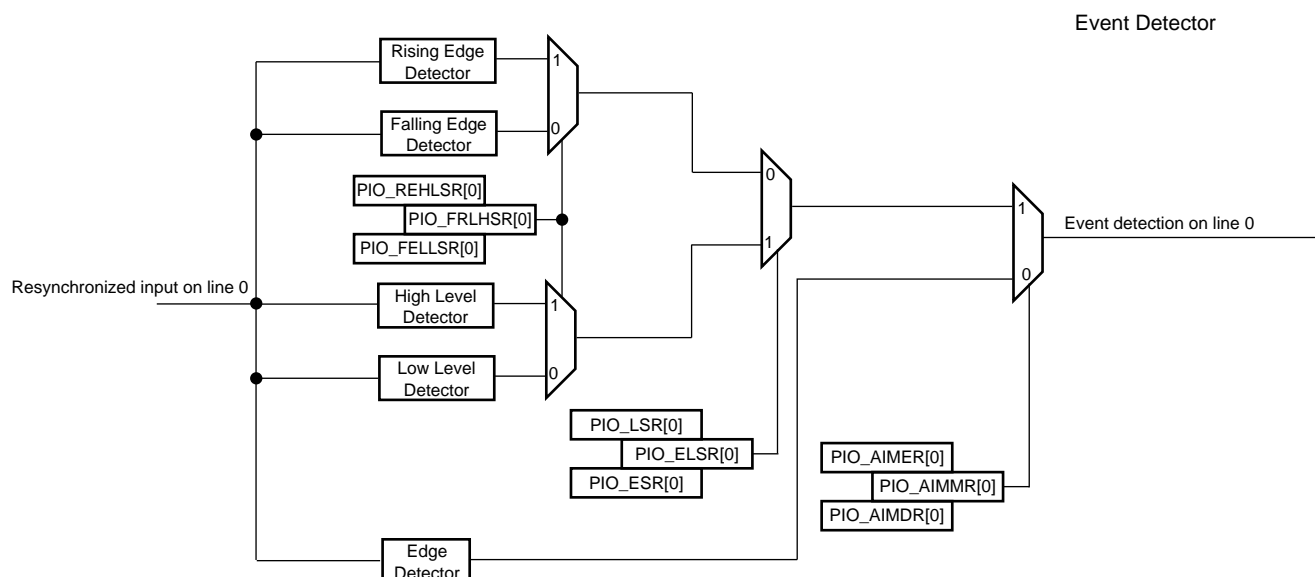 Event Detector
Rising Edge
Detector
1
Falling Edge
Detector
0
PIO_REHLSR[0]
PIO_FRLHSR[0]
PIO_FELLSR[0]
0
1
1
Event detection on line 0
0
Resynchronized input on line 0
High Level
Detector
1
Low Level
Detector
0
PIO_LSR[0]
PIO_ELSR[0]
PIO_ESR[0]
PIO_AIMER[0]
PIO_AIMMR[0]
PIO_AIMDR[0]
Edge
Detector